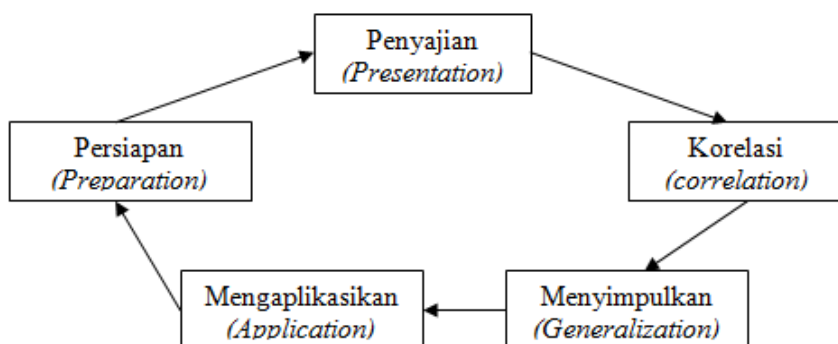 Penyajian
(Presentation)
Persiapan
(Preparation)
Korelasi
(correlation)
Mengaplikasikan
(Application)
Menyimpulkan
(Generalization)